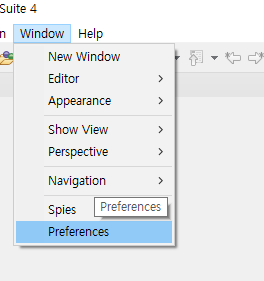 Suite 4
Window Help
New Window
Editor
Appearance
Show View
Perspective
Navigation
Spies
Preferences
Preferences